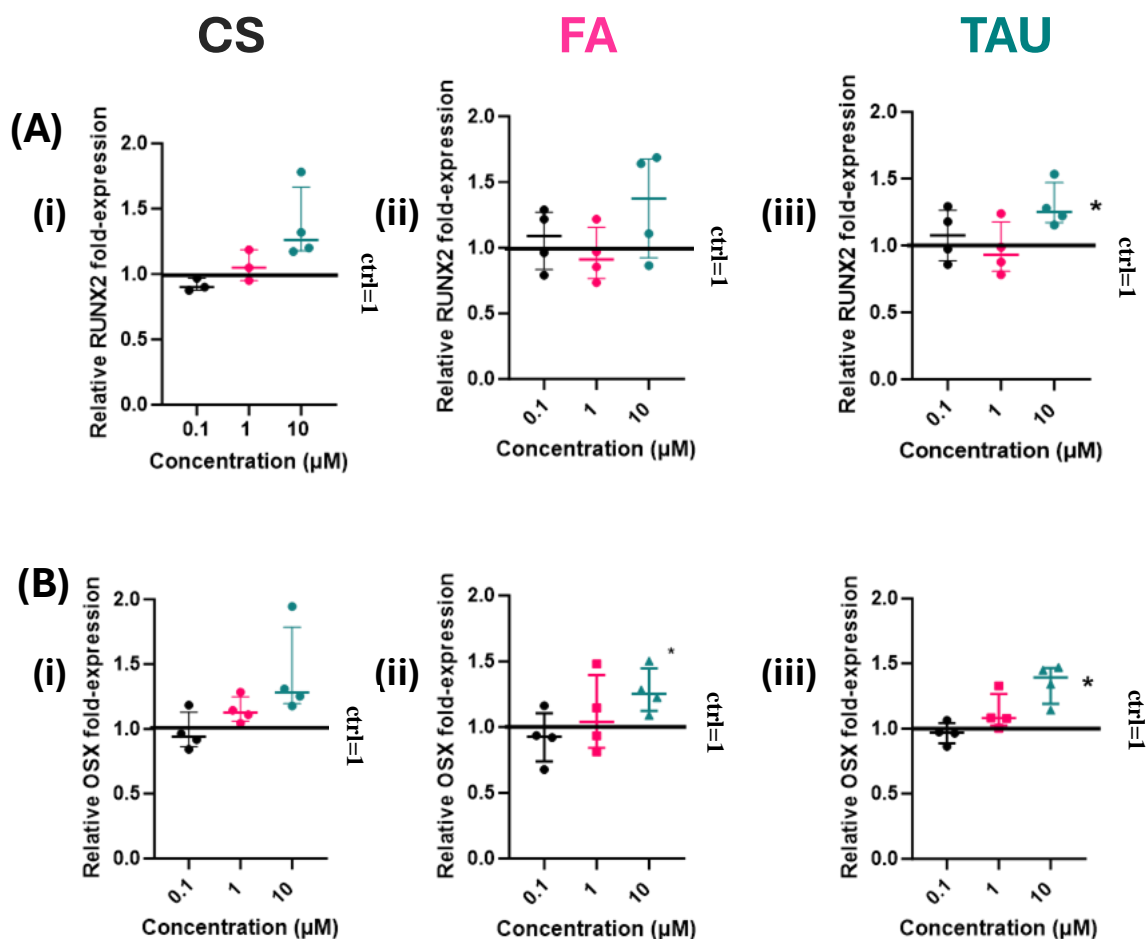 CS FA TAU
(A)
(i)
Relative RUNX2 fold-expression
2.0
1.5
1.0
0.5
0.0
0.1 1 10
Concentration (µM)
ctrl=1
(ii)
Relative RUNX2 fold-expression
2.0
1.5
1.0
0.5
0.0
0.1 1 10
Concentration (µM)
ctrl=1
(iii)
Relative RUNX2 fold-expression
2.0
1.5
1.0
0.5
0.0
*
0.1 1 10
Concentration (µM)
ctrl=1
(B)
(i)
Relative OSX fold-expression
2.0
1.5
1.0
0.5
0.0
0.1 1 10
Concentration (µM)
ctrl=1
(ii)
Relative OSX fold-expression
2.0
1.5
1.0
0.5
0.0
*
0.1 1 10
Concentration (µM)
ctrl=1
(iii)
Relative OSX fold-expression
2.0
1.5
1.0
0.5
0.0
*
0.1 1 10
Concentration (µM)
ctrl=1